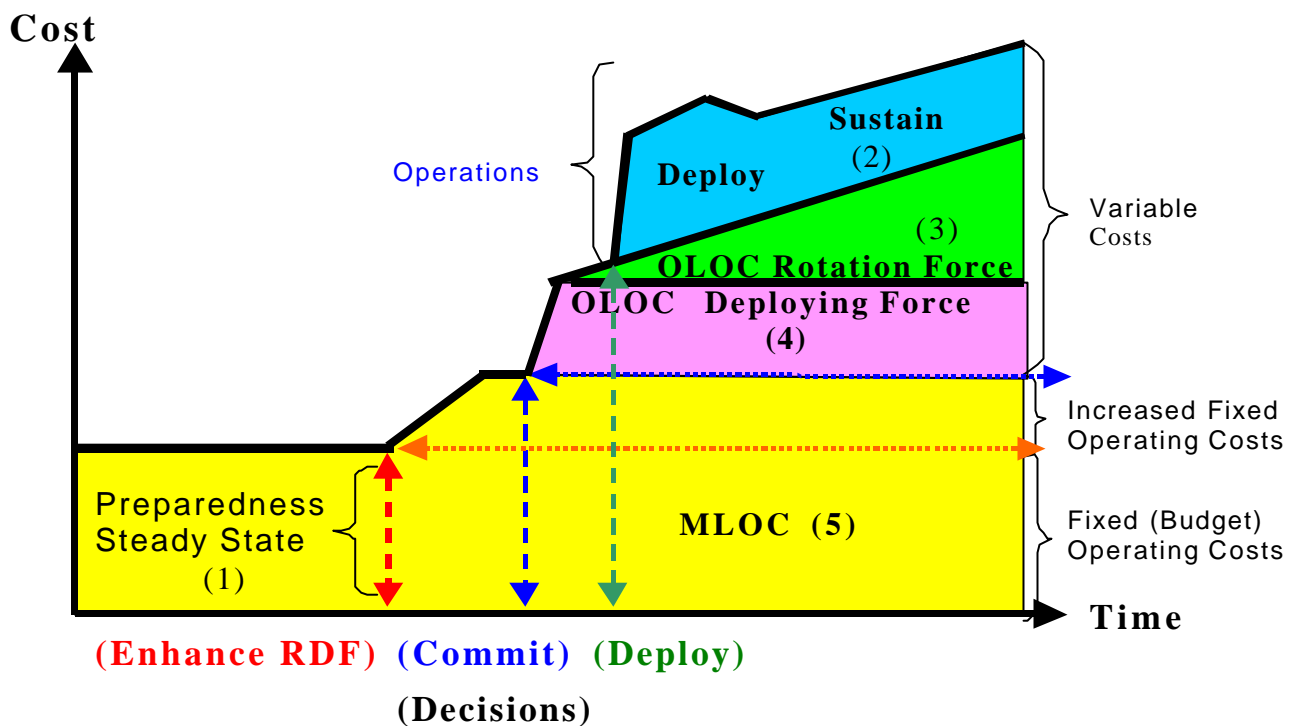 Cost
Sustain
(2)
Operations
Deploy
Variable
Costs
(3)
OLOC Rotation Force
OLOC Deploying Force
(4)
Increased Fixed
Operating Costs
Preparedness
Steady State
(1)
MLOC (5)
Fixed (Budget)
Operating Costs
Time
(Enhance RDF) (Commit) (Deploy)
(Decisions)